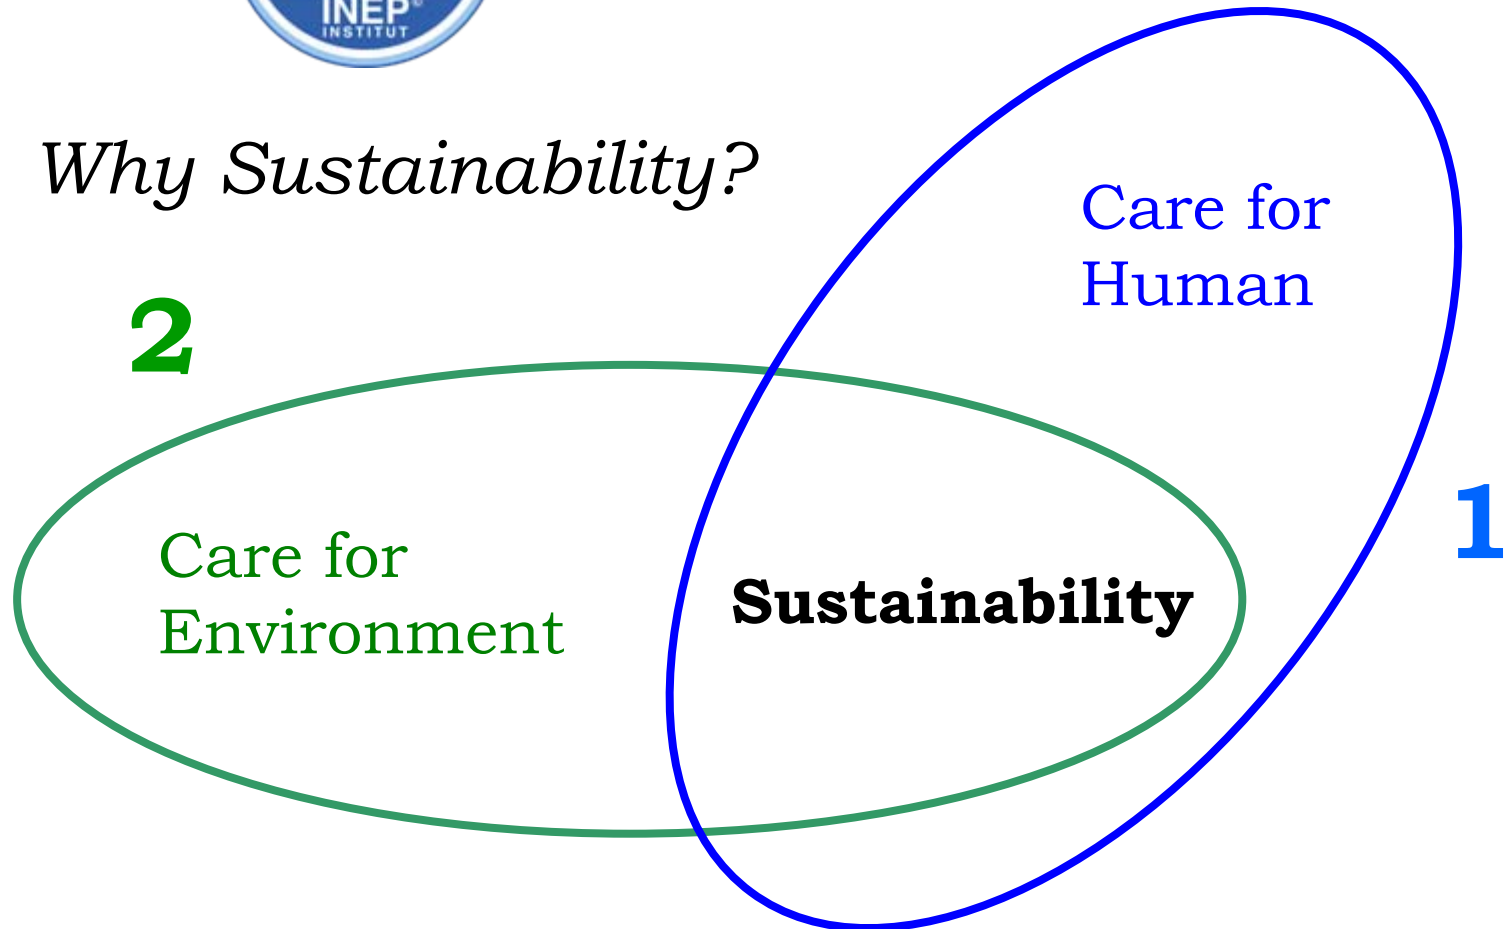 INEP©
INSTITUT
Why Sustainability?
Care for
Human
2
1
Care for
Environment
Sustainability